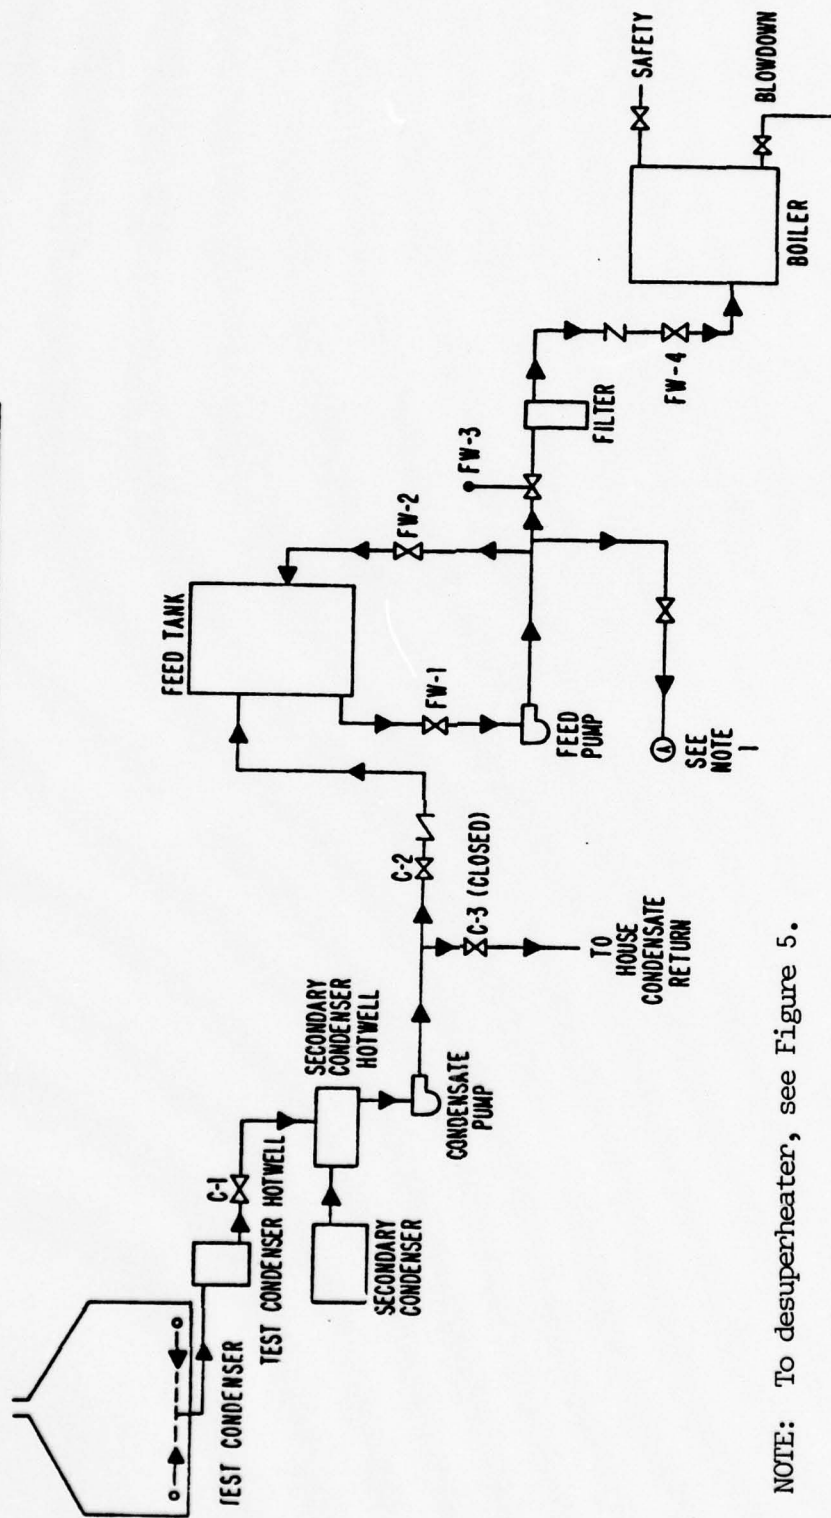 TEST CONDENSER
TEST CONDENSER HOTWELL
C-1
SECONDARY
CONDENSER
SECONDARY
CONDENSER
HOTWELL
CONDENSATE
PUMP
C-2
C-3 (CLOSED)
TO
HOUSE
CONDENSATE
RETURN
FEED TANK
FW-1
FW-2
FEED
PUMP
A
SEE
NOTE
1
FW-3
FILTER
FW-4
BOILER
SAFETY
BLOWDOWN
NOTE: To desuperheater, see Figure 5.